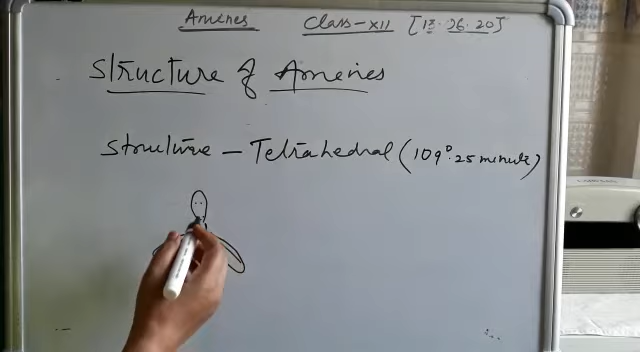 Amenes Class-XII [13.26.20]
Structure of Amenes
Structure - Tetrahedral (109°.25 minute)